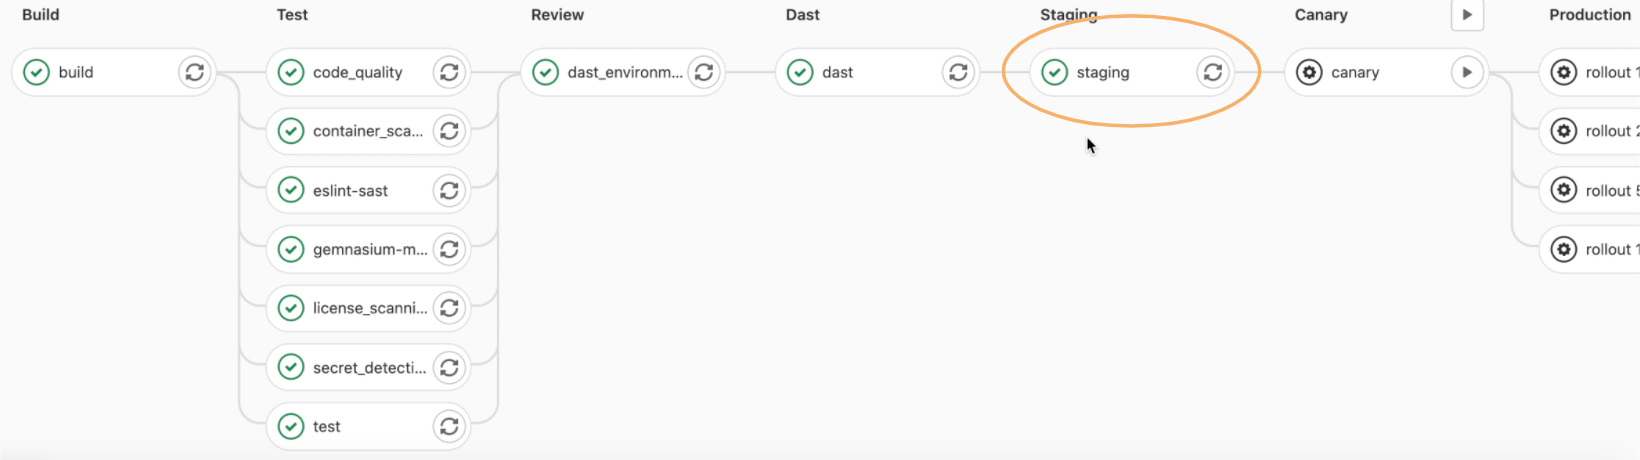 Build
Test
Review
Dast
Staging
Canary
Production
build
code_quality
dast_environm...
dast
staging
canary
rollout 1
container_sca...
rollout 2
eslint-sast
rollout 5
gemnasium-m...
rollout 1
license_scanni...
secret_detecti...
test